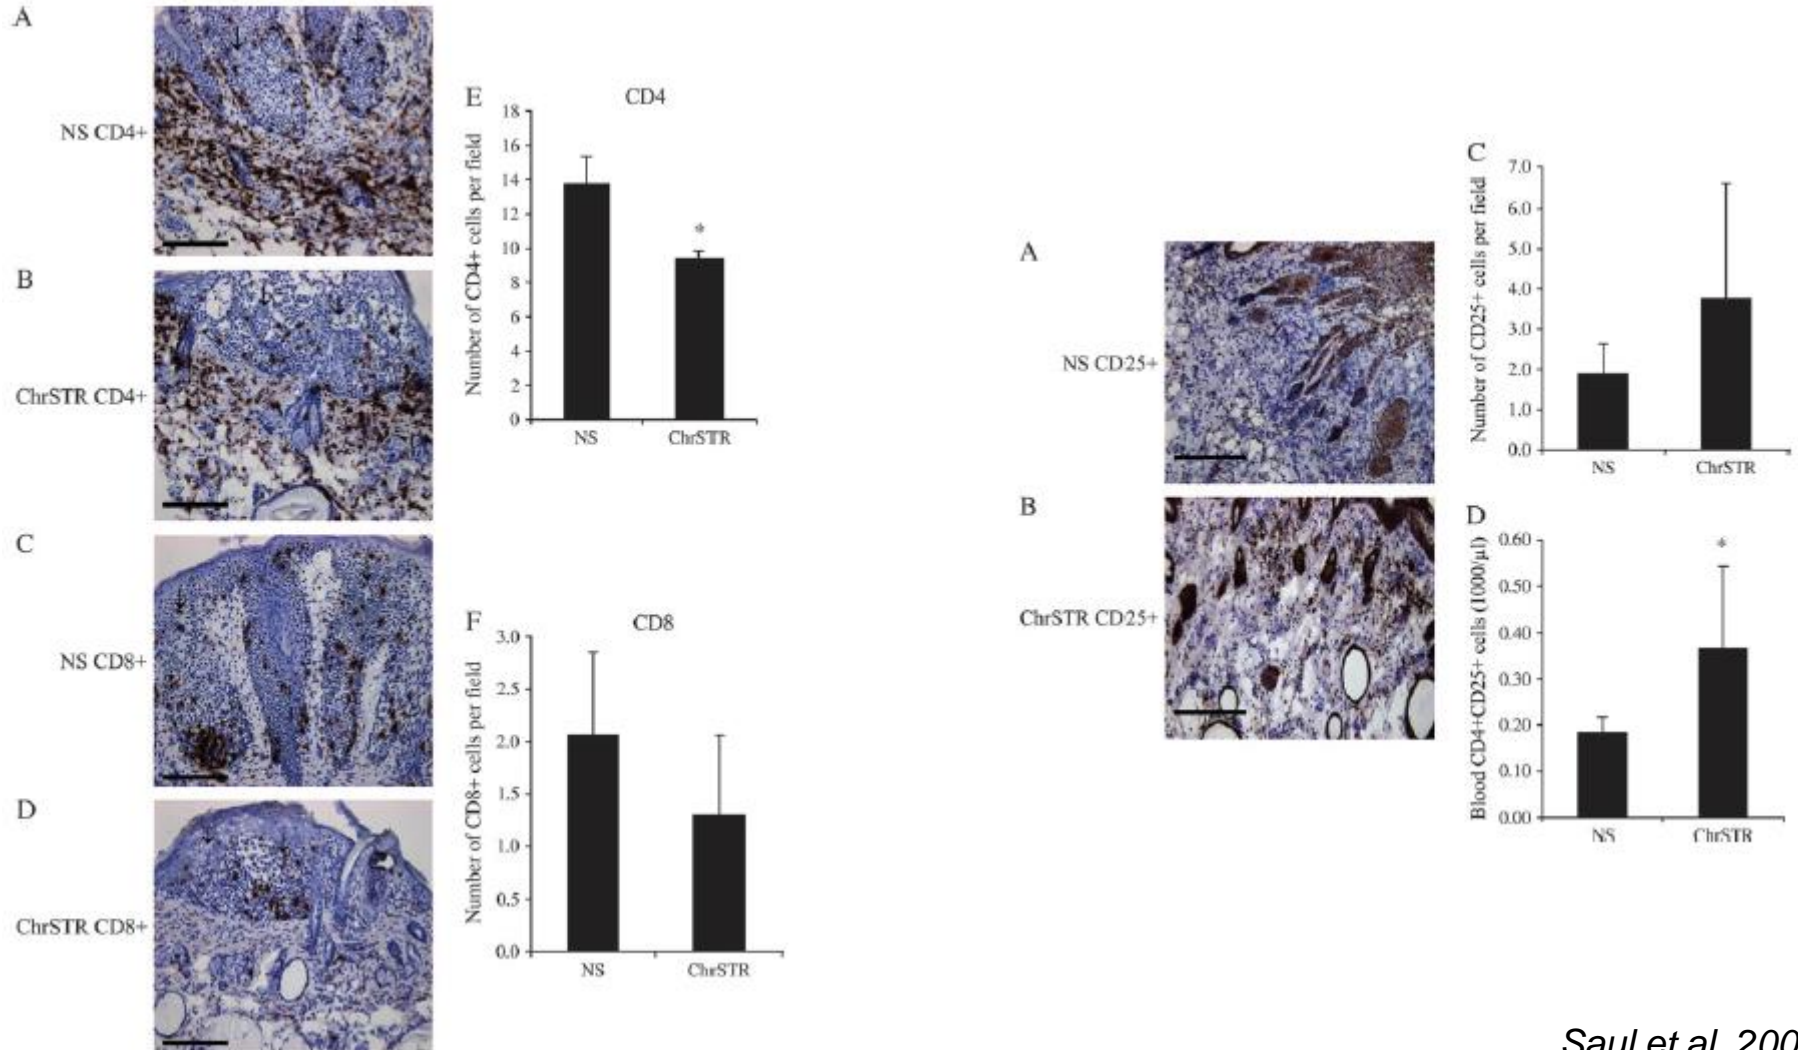 A
NS CD4+
B
ChrSTR CD4+
C
NS CD8+
D
ChrSTR CD8+
E
CD4
Number of CD4+ cells per field
18
16
14
12
10
8
6
4
2
0
*
NS ChrSTR
F
CD8
Number of CD8+ cells per field
3.0
2.5
2.0
1.5
1.0
0.5
0.0
NS ChrSTR
A
NS CD25+
B
ChrSTR CD25+
C
Number of CD25+ cells per field
7.0
6.0
5.0
4.0
3.0
2.0
1.0
0.0
NS ChrSTR
D
Blood CD4+CD25+ cells (1000/µl)
0.60
0.50
0.40
0.30
0.20
0.10
0.00
*
NS ChrSTR
Saul et al. 200